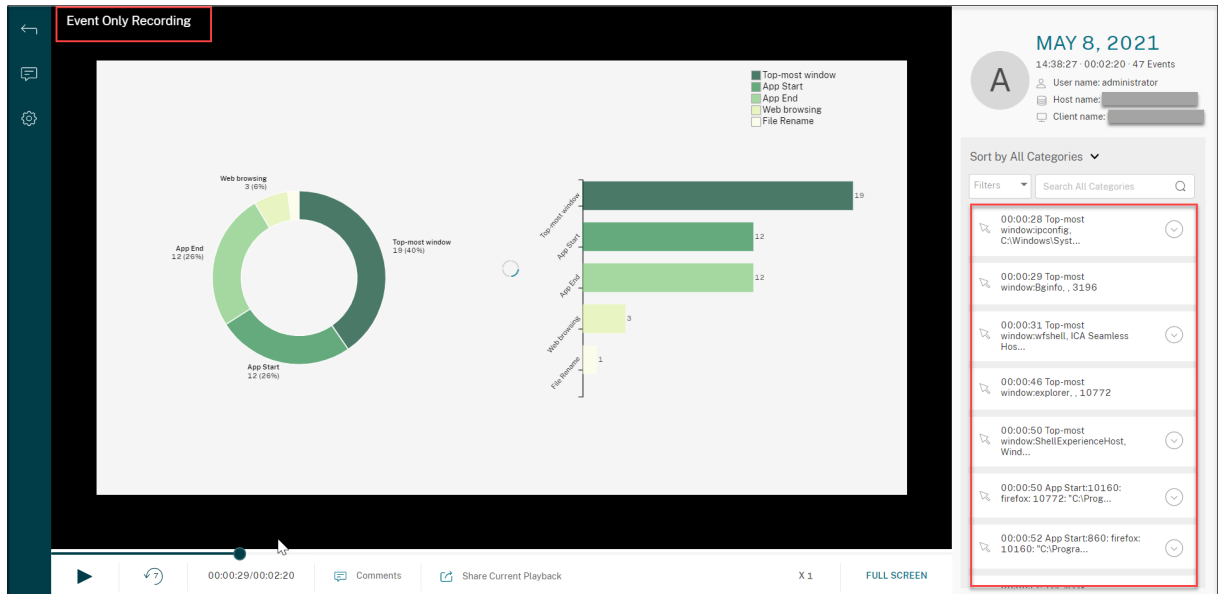 Event Only Recording
Top-most window
App Start
App End
Web browsing
File Rename
Web browsing
3 (6%)
App End
12 (26%)
Top-most window
19 (40%)
App Start
12 (26%)
Top-most window
19
App Start
12
App End
12
Web browsing
3
File Rename
1
7
00:00:29/00:02:20
Comments
Share Current Playback
X 1
FULL SCREEN
A
MAY 8, 2021
14:38:27 · 00:02:20 · 47 Events
User name: administrator
Host name:
Client name:
Sort by All Categories
Filters
Search All Categories
00:00:28 Top-most
window:ipconfig,
C:\Windows\Syst...
00:00:29 Top-most
window:Bginfo, , 3196
00:00:31 Top-most
window:wfshell, ICA Seamless
Hos...
00:00:46 Top-most
window:explorer, , 10772
00:00:50 Top-most
window:ShellExperienceHost,
Wind...
00:00:50 App Start:10160:
firefox: 10772: "C:\Prog...
00:00:52 App Start:860: firefox:
10160: "C:\Progra...